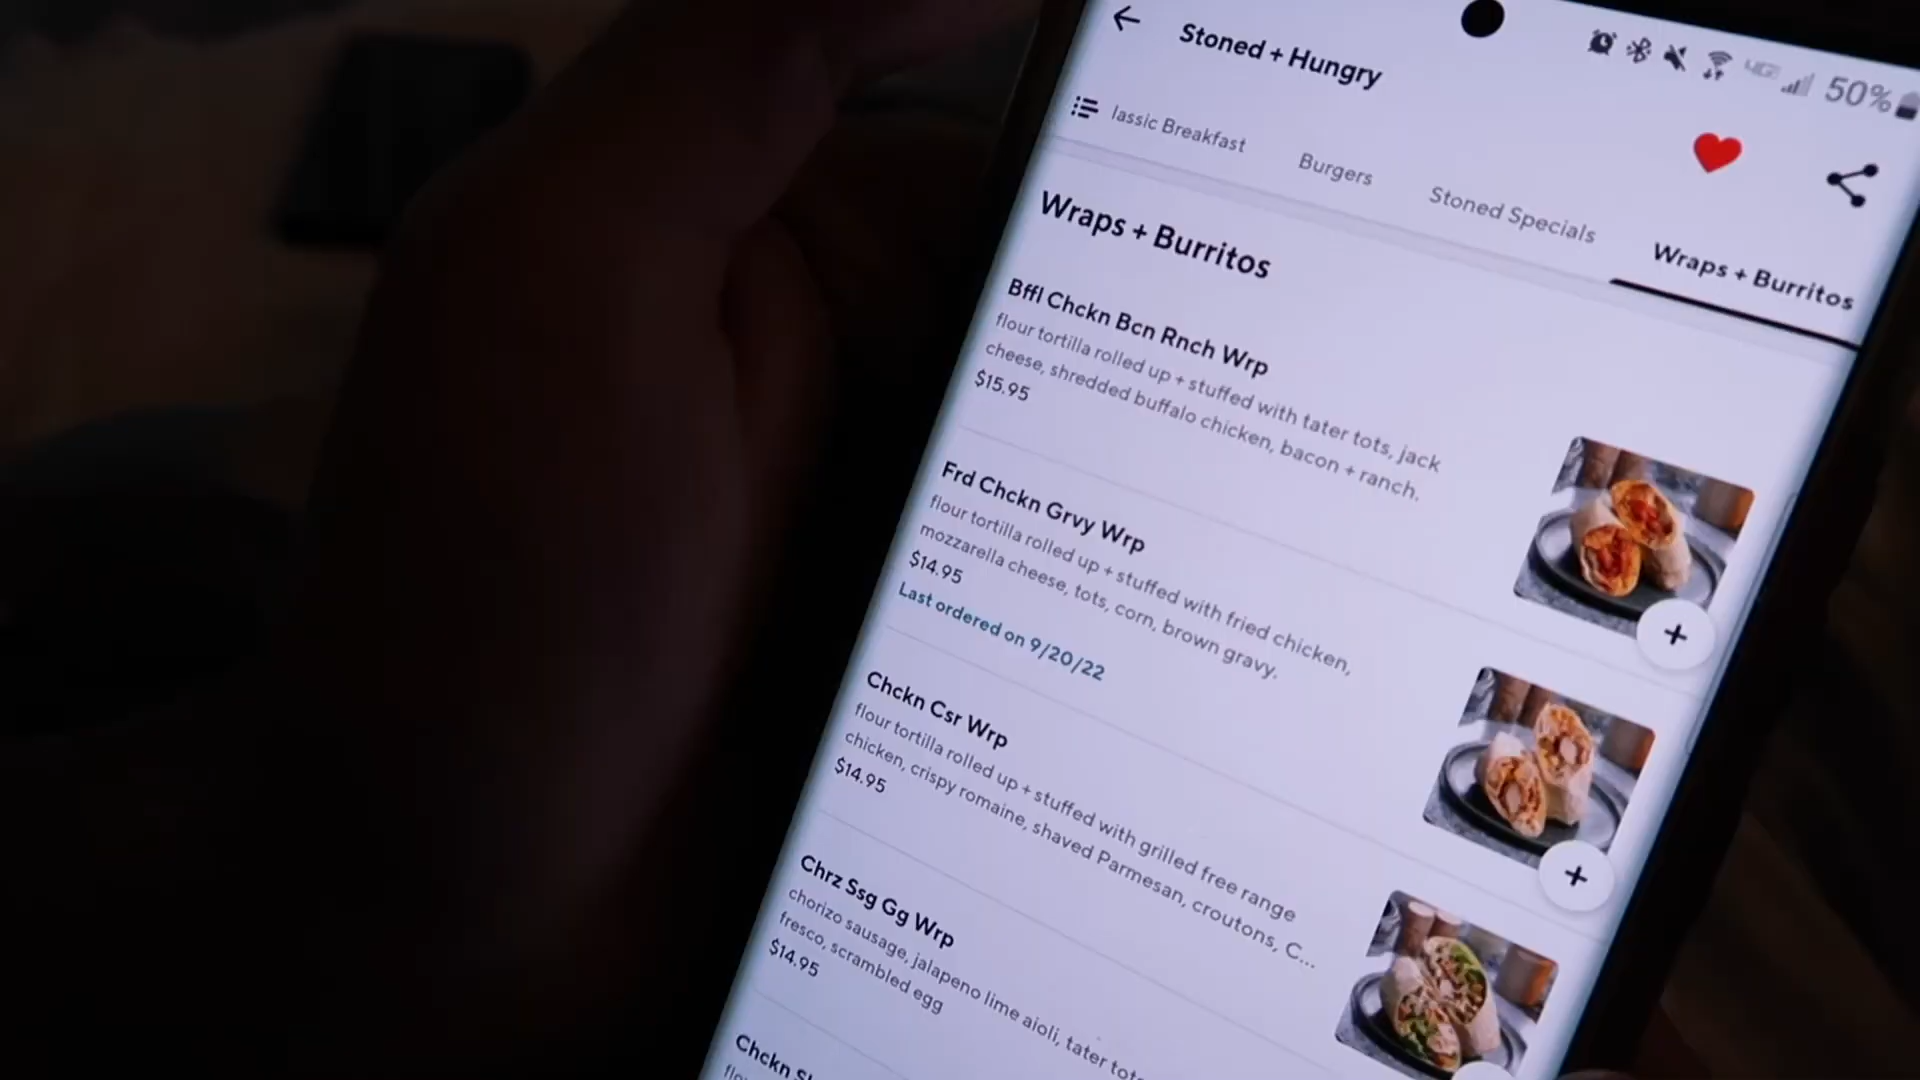 Stoned + Hungry
50%
lassic Breakfast
Burgers
Stoned Specials
Wraps + Burritos
Wraps + Burritos
Bffl Chckn Bcn Rnch Wrp
flour tortilla rolled up + stuffed with tater tots, jack
cheese, shredded buffalo chicken, bacon + ranch.
$15.95
Frd Chckn Grvy Wrp
flour tortilla rolled up + stuffed with fried chicken,
mozzarella cheese, tots, corn, brown gravy.
$14.95
Last ordered on 9/20/22
Chckn Csr Wrp
flour tortilla rolled up + stuffed with grilled free range
chicken, crispy romaine, shaved Parmesan, croutons, C...
$14.95
Chrz Ssg Gg Wrp
chorizo sausage, jalapeno lime aioli, tater tots
fresco, scrambled egg
$14.95
Chckn